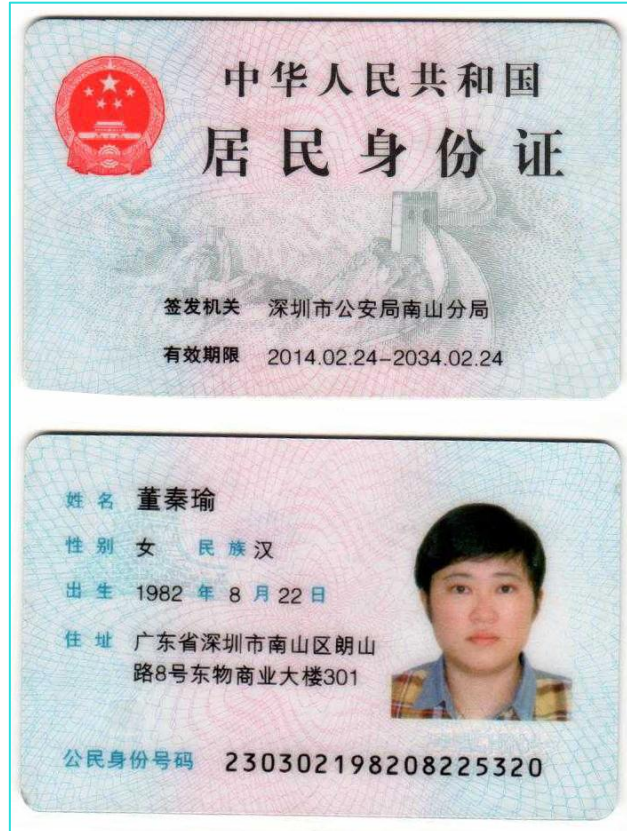 中华人民共和国
居民身份证
签发机关 深圳市公安局南山分局
有效期限 2014.02.24-2034.02.24
姓名 董秦瑜
性别 女 民族 汉
出生 1982 年 8 月 22 日
住址 广东省深圳市南山区朗山
路8号东物商业大楼301
公民身份号码 230302198208225320